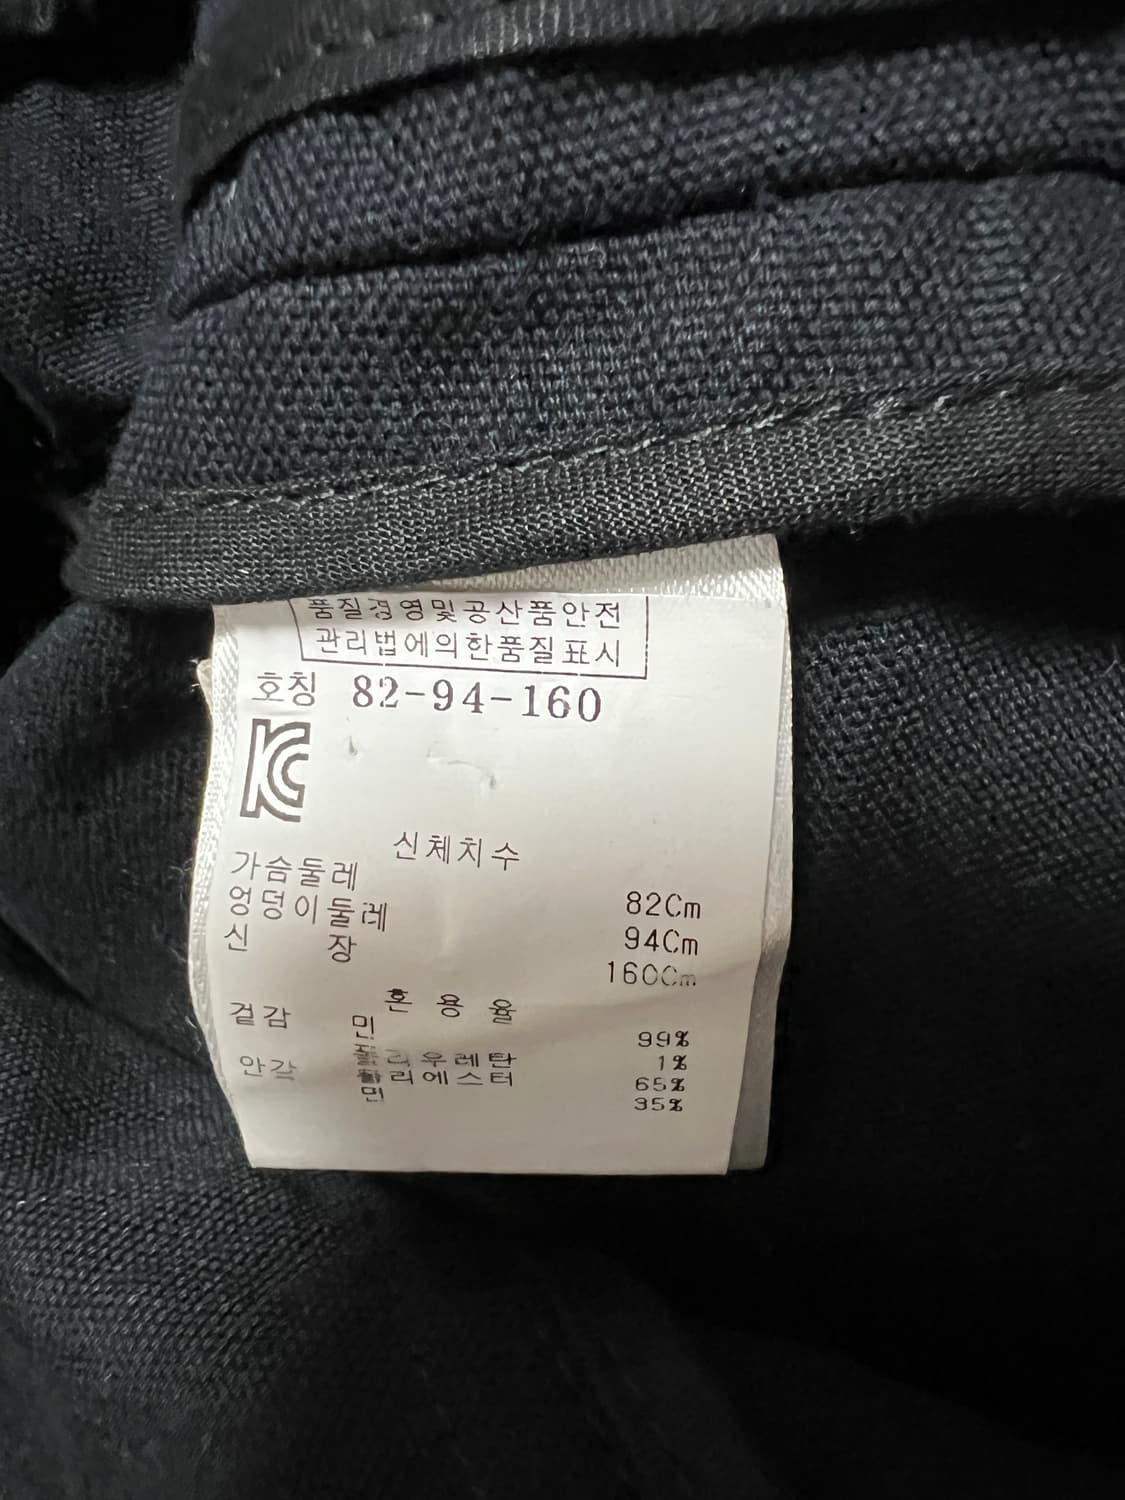 품질경영및공산품안전
관리법에의한품질표시
호칭 82-94-160
KC
신체치수
가슴둘레 82Cm
엉덩이둘레 94Cm
신 장 160Cm
혼 용 율
겉감 면 99%
폴리우레탄 1%
안감 폴리에스터 65%
면 35%